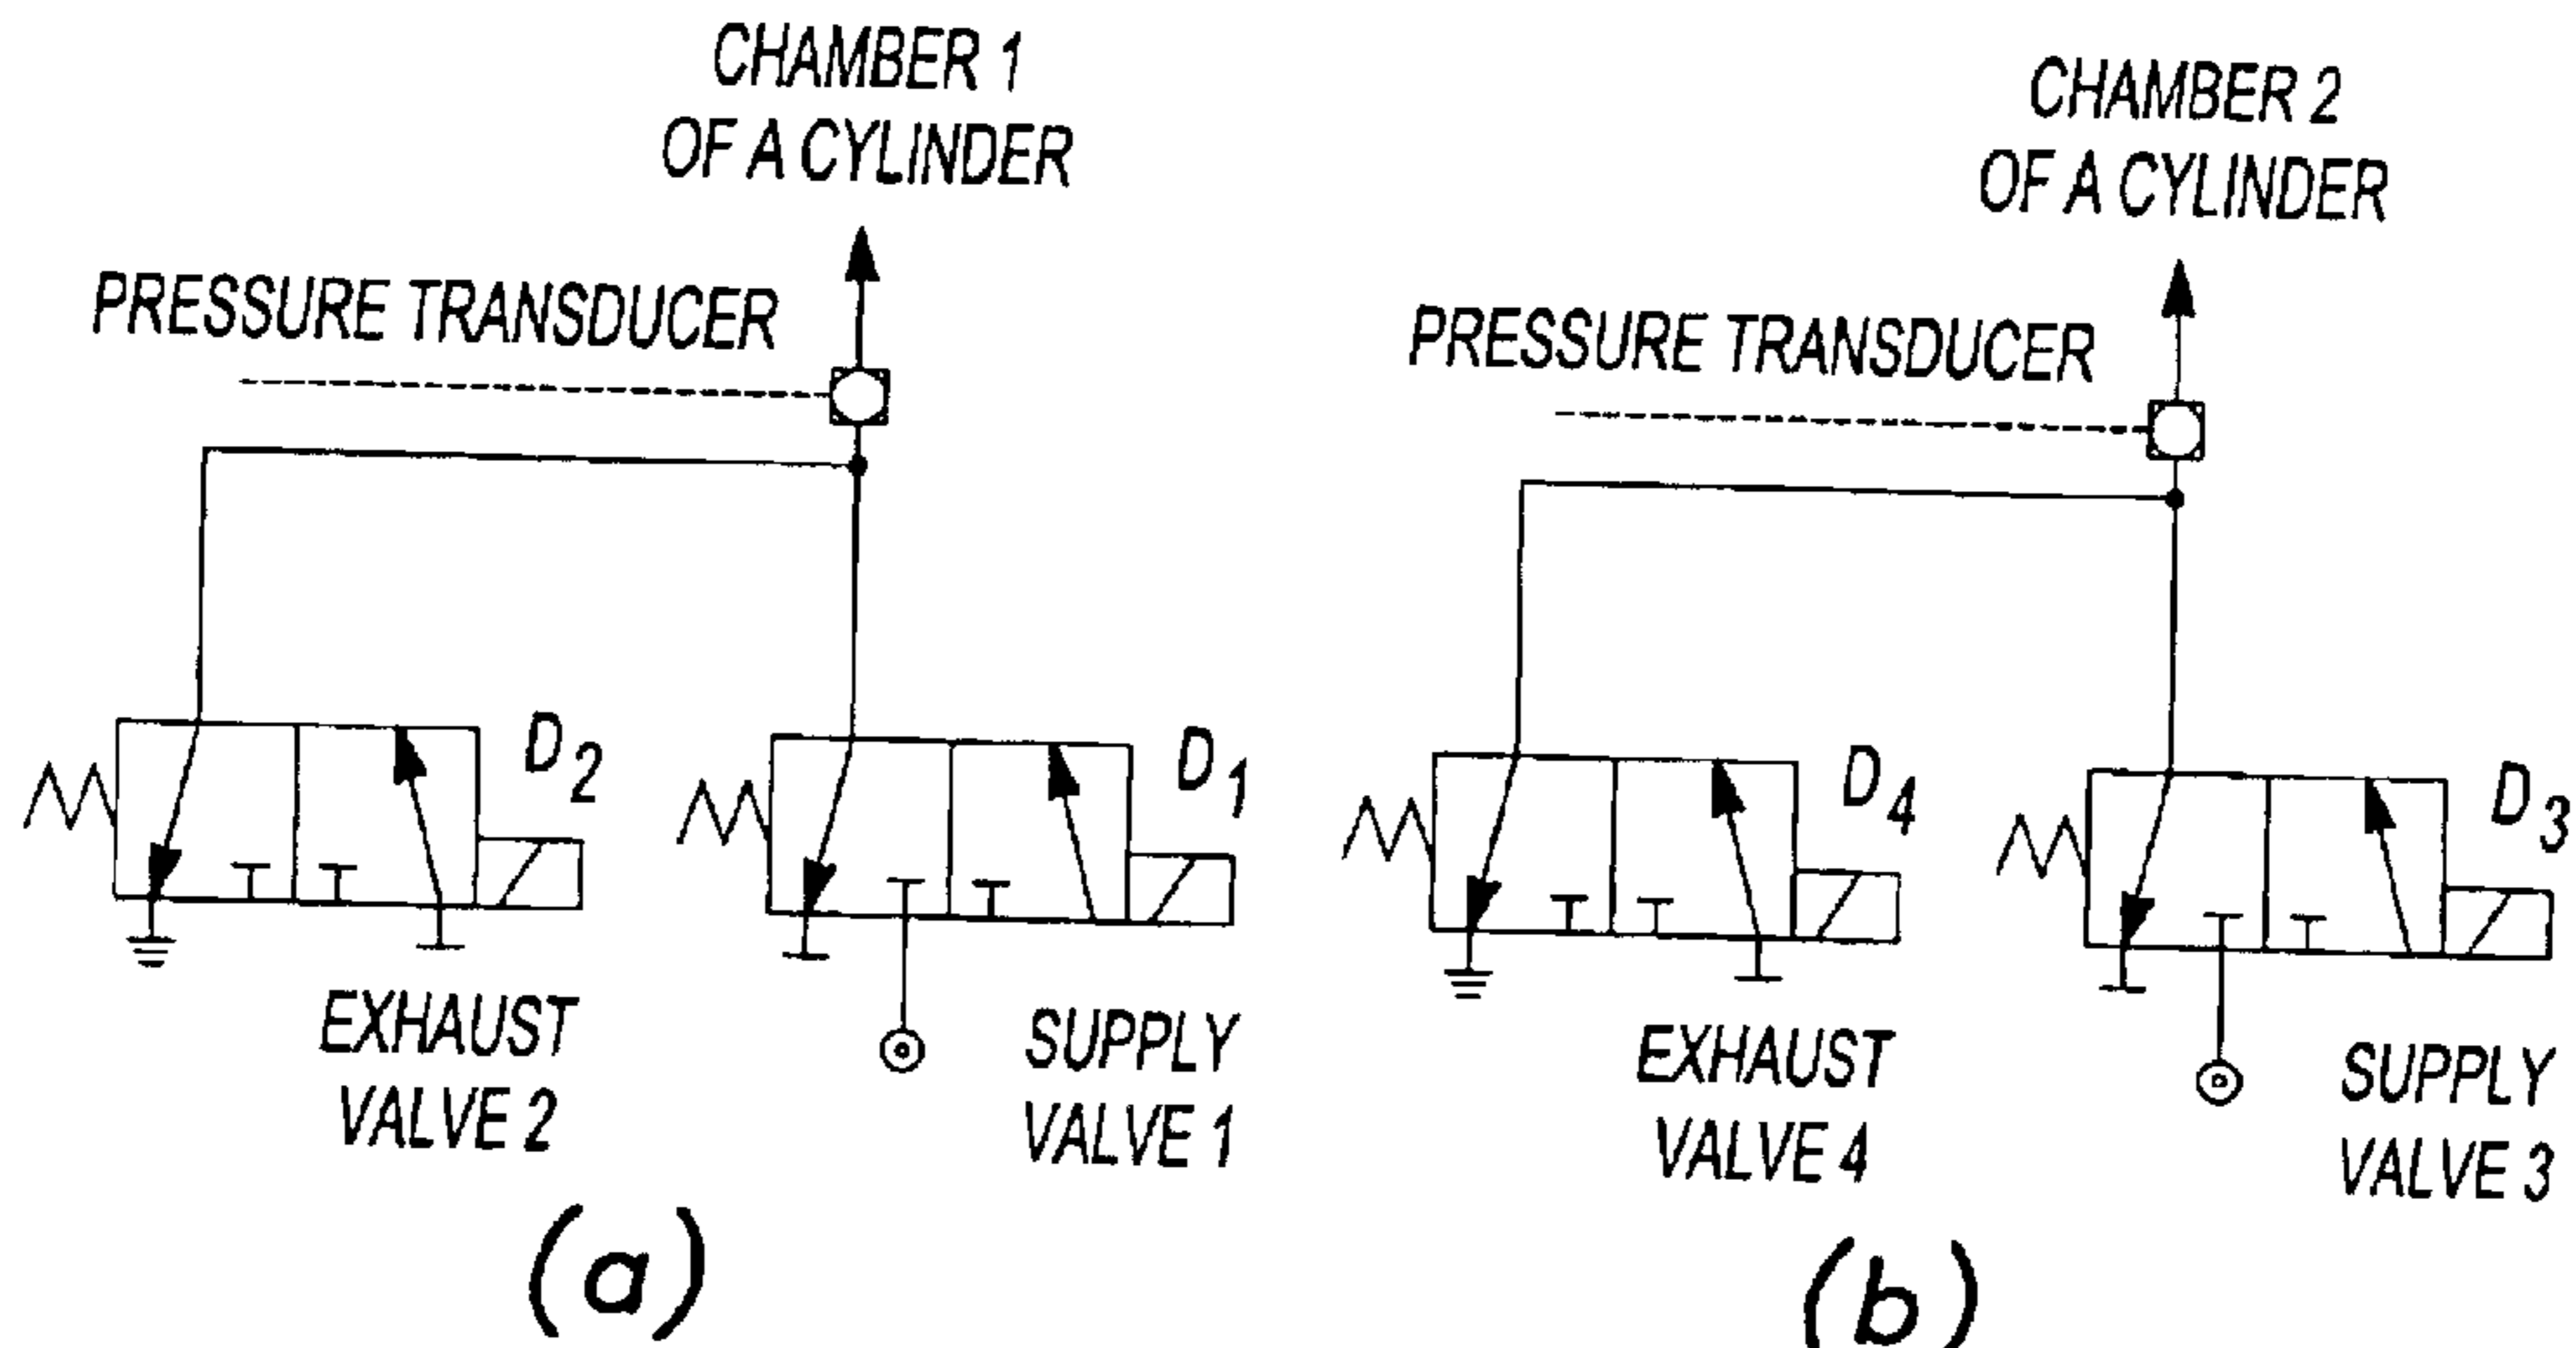 CHAMBER 1
OF A CYLINDER
PRESSURE TRANSDUCER
D2
D1
EXHAUST
VALVE 2
SUPPLY
VALVE 1
(a)
CHAMBER 2
OF A CYLINDER
PRESSURE TRANSDUCER
D4
D3
EXHAUST
VALVE 4
SUPPLY
VALVE 3
(b)